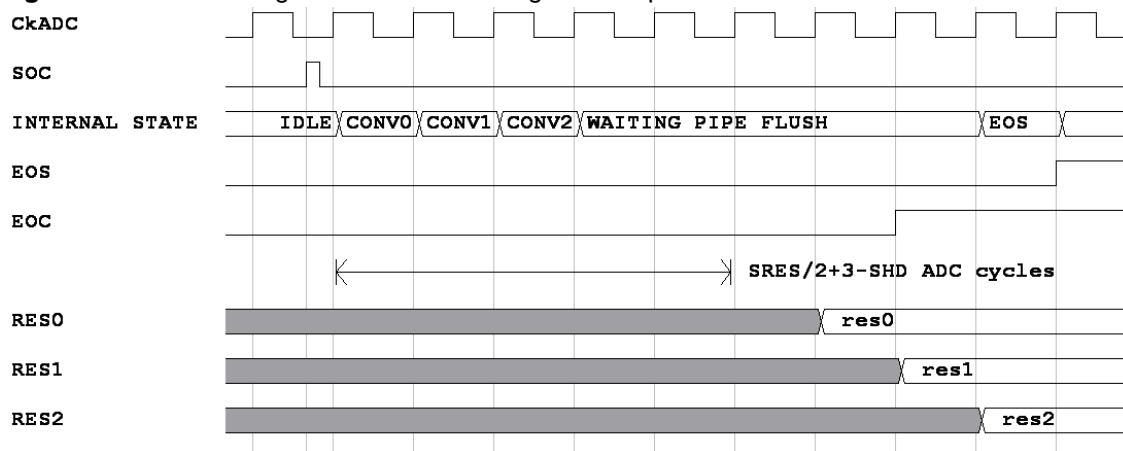 CkADC
SOC
INTERNAL STATE IDLE CONV0 CONV1 CONV2 WAITING PIPE FLUSH EOS
EOS
EOC
SRES/2+3-SHD ADC cycles
RES0 res0
RES1 res1
RES2 res2